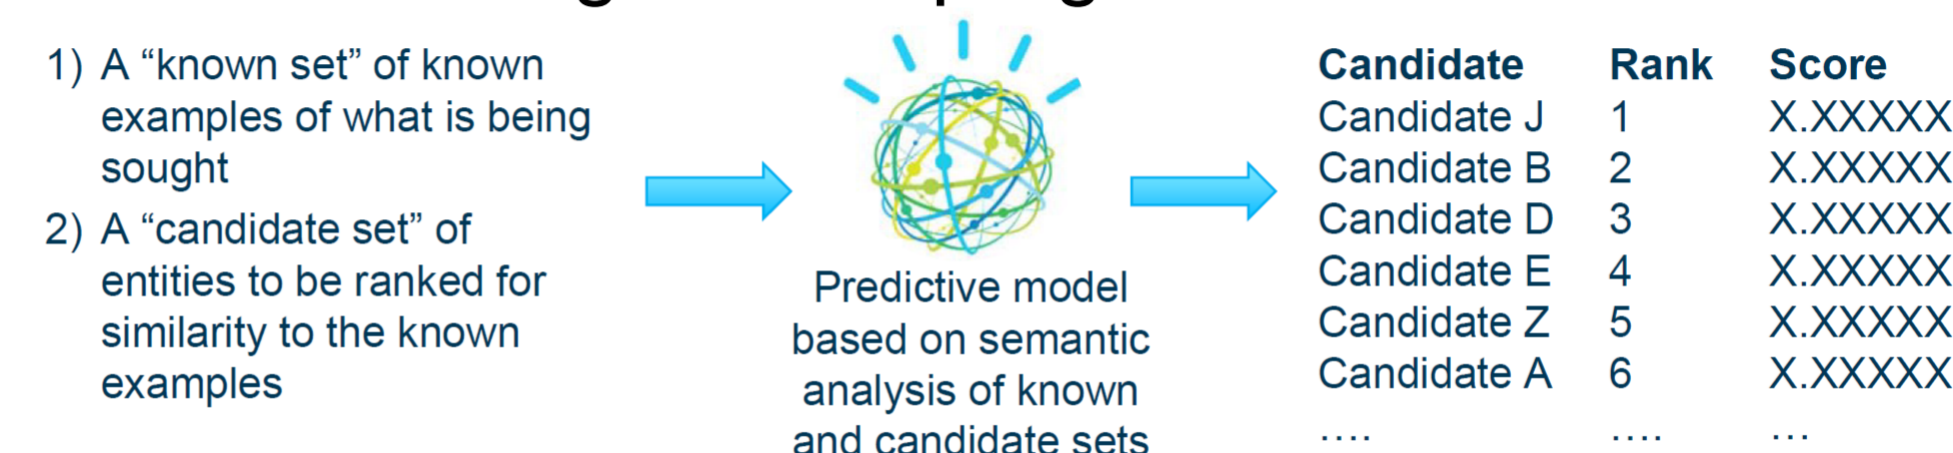 1) A “known set” of known
examples of what is being
sought
2) A “candidate set” of
entities to be ranked for
similarity to the known
examples
Predictive model
based on semantic
analysis of known
and candidate sets
Candidate Rank Score
Candidate J 1 X.XXXXX
Candidate B 2 X.XXXXX
Candidate D 3 X.XXXXX
Candidate E 4 X.XXXXX
Candidate Z 5 X.XXXXX
Candidate A 6 X.XXXXX
.... .... ...